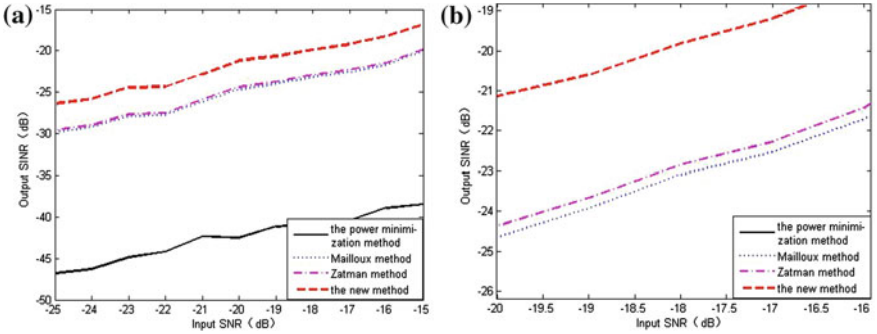 (a)
-15
-20
-25
-30
-35
-40
-45
-50
Output SINR (dB)
-25 -24 -23 -22 -21 -20 -19 -18 -17 -16 -15
Input SNR (dB)
the power minimi-
zation method
Mailloux method
Zatman method
the new method
(b)
-19
-20
-21
-22
-23
-24
-25
-26
Output SINR (dB)
-20 -19.5 -19 -18.5 -18 -17.5 -17 -16.5 -16
Input SNR (dB)
the power minimi-
zation method
Mailloux method
Zatman method
the new method